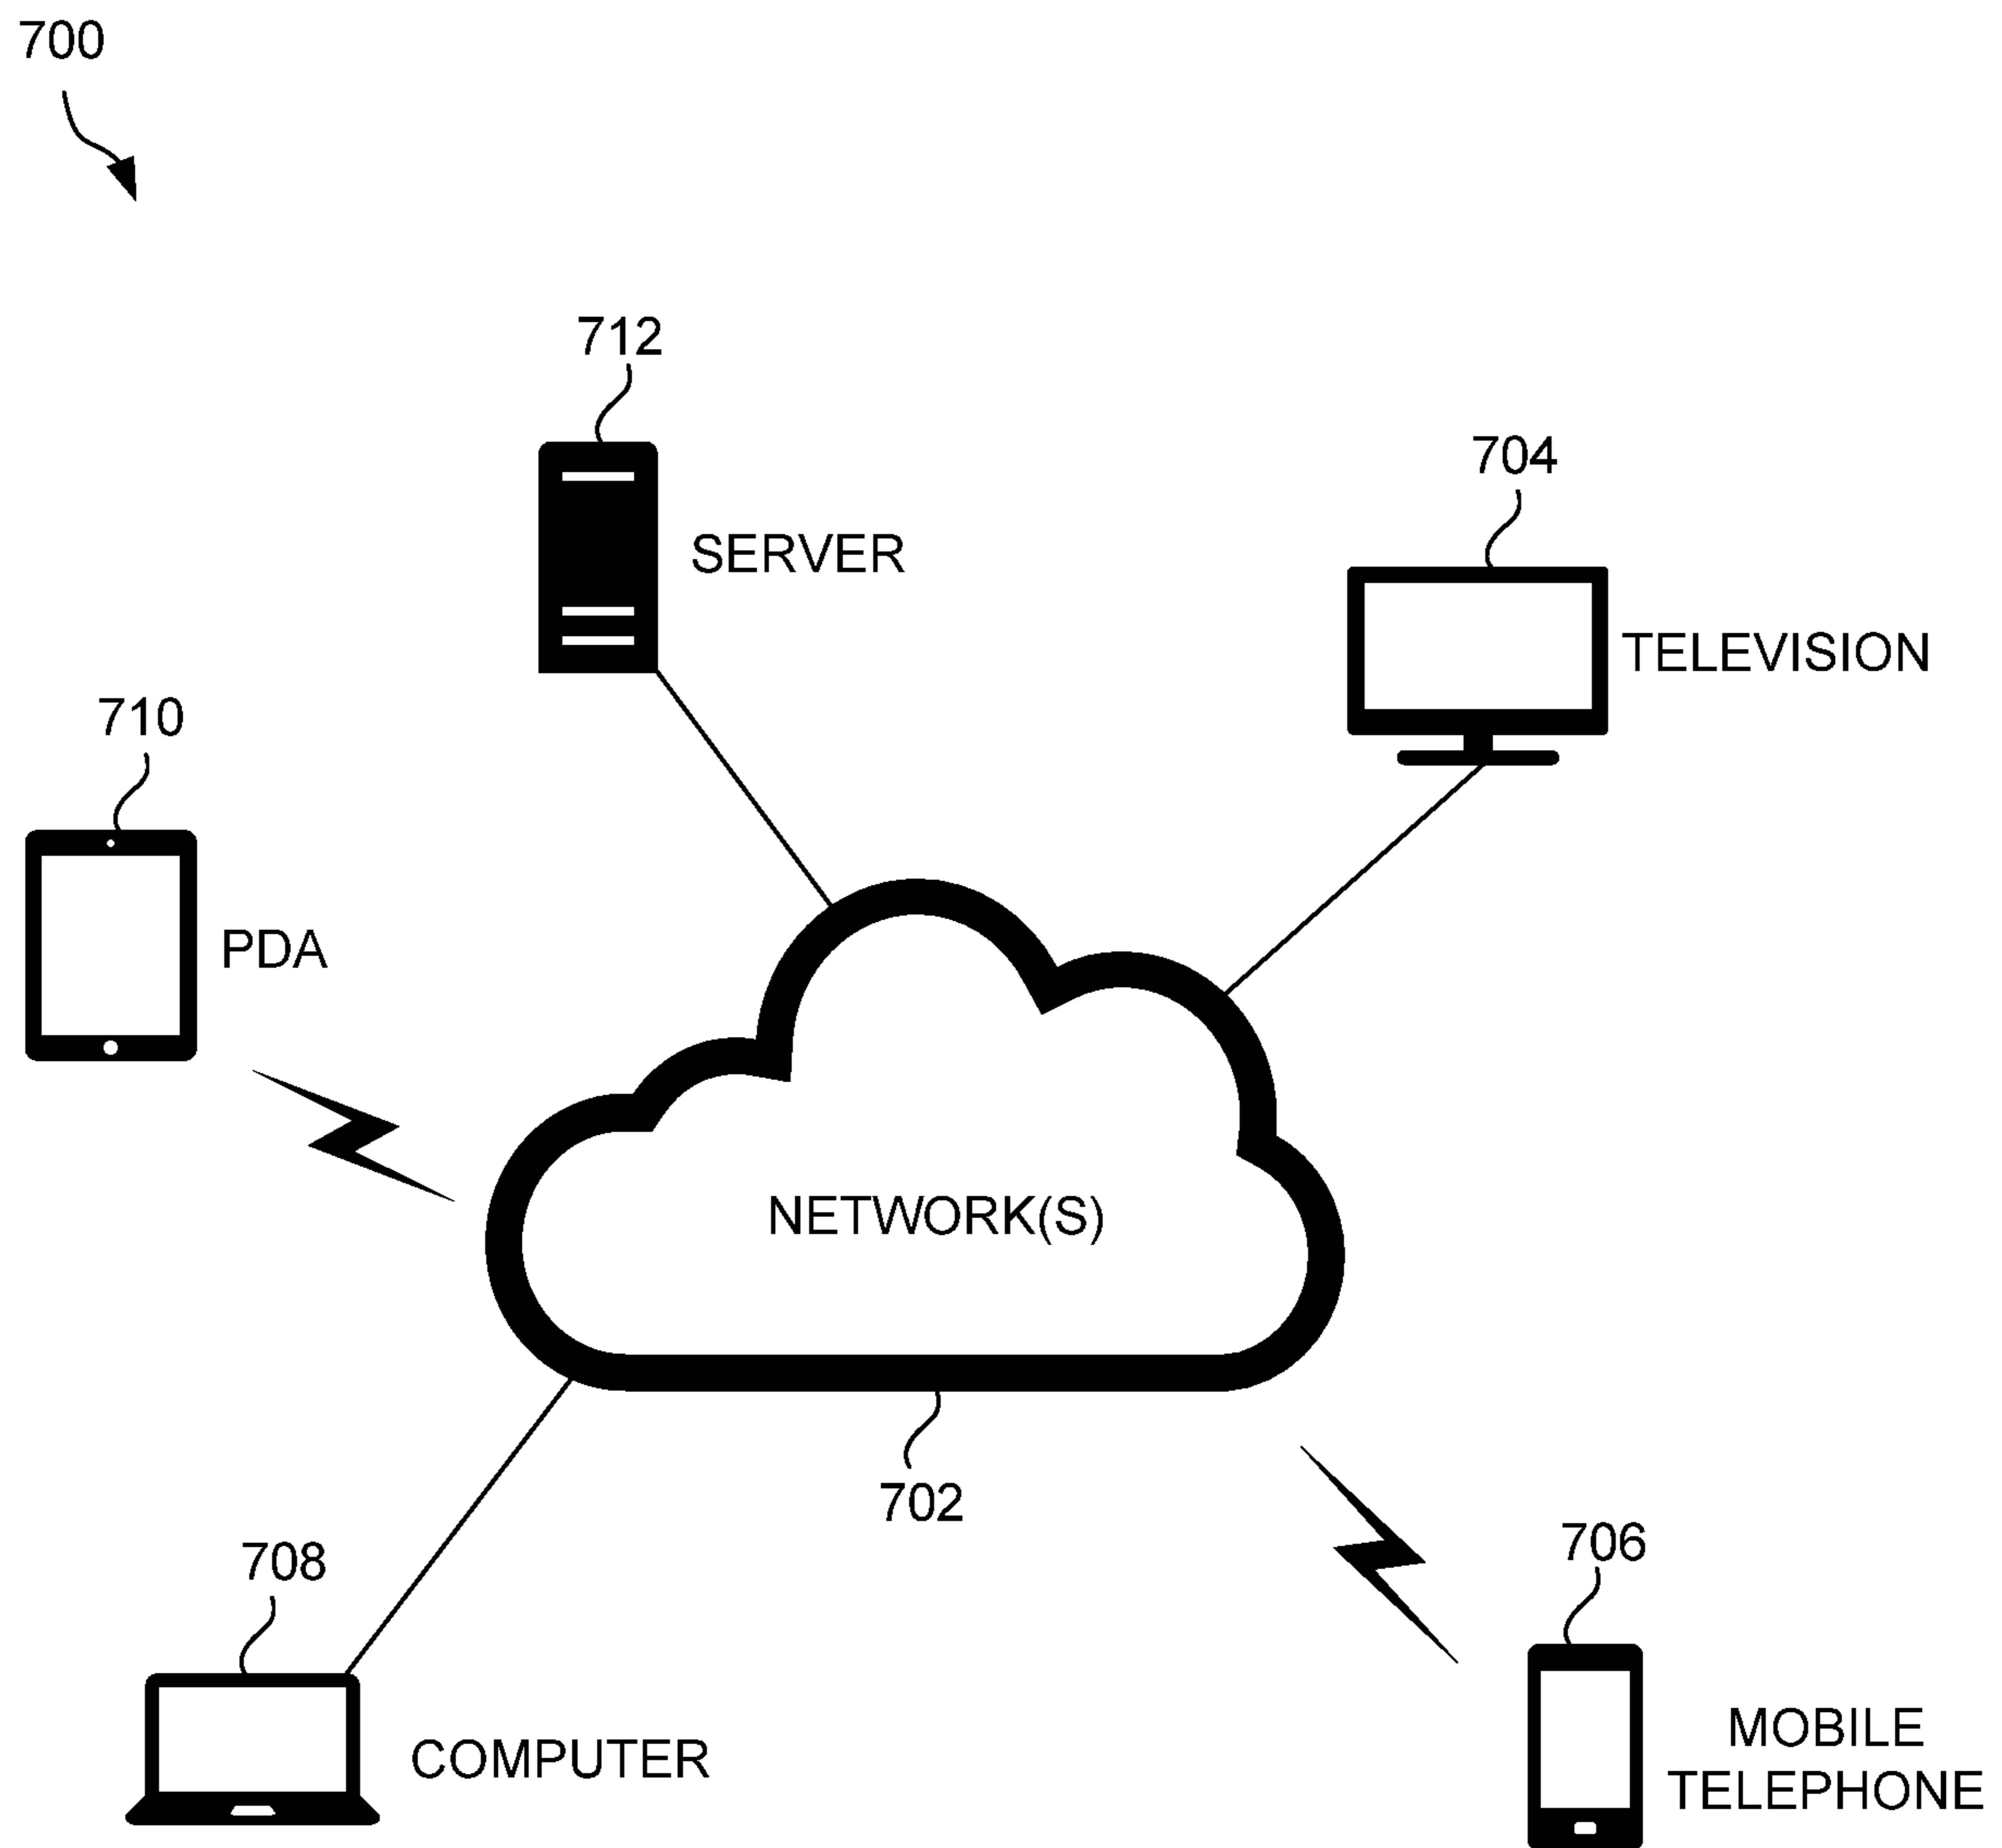 700
712
SERVER
704
TELEVISION
710
PDA
NETWORK(S)
702
708
COMPUTER
706
MOBILE
TELEPHONE